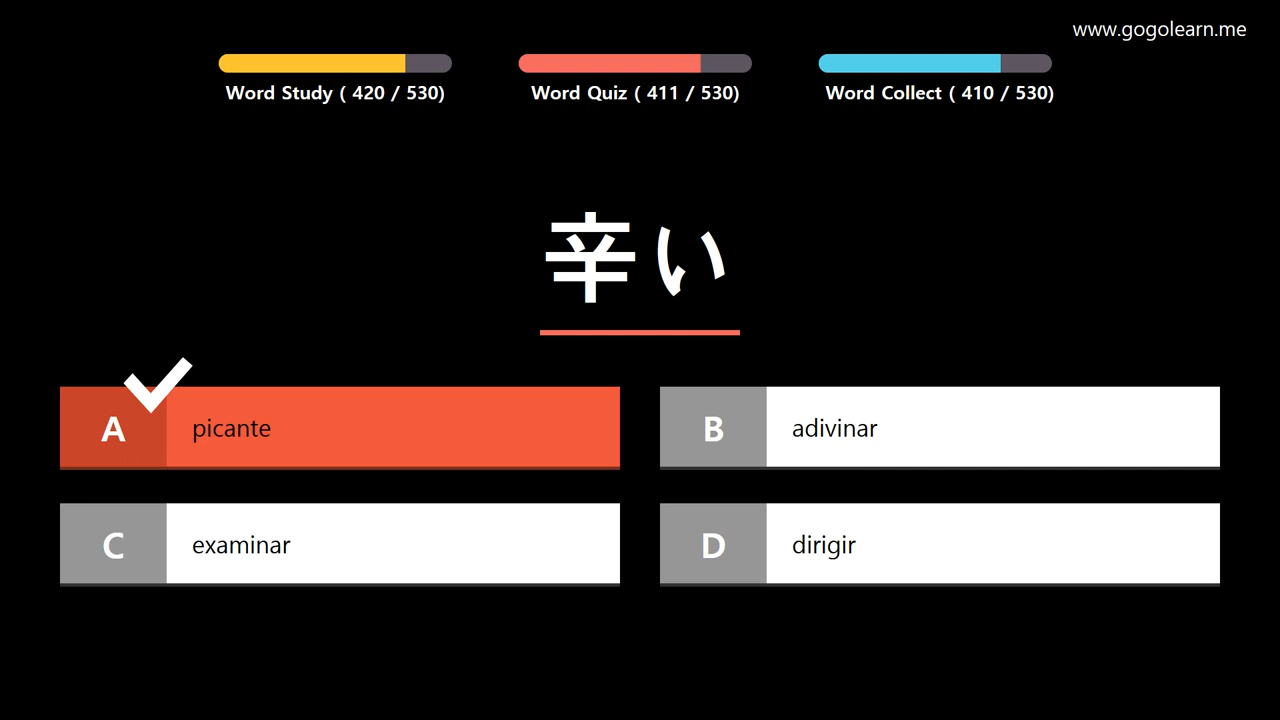 www.gogolearn.me
Word Study ( 420 / 530)
Word Quiz ( 411 / 530)
Word Collect ( 410 / 530)
辛い
A picante
B adivinar
C examinar
D dirigir